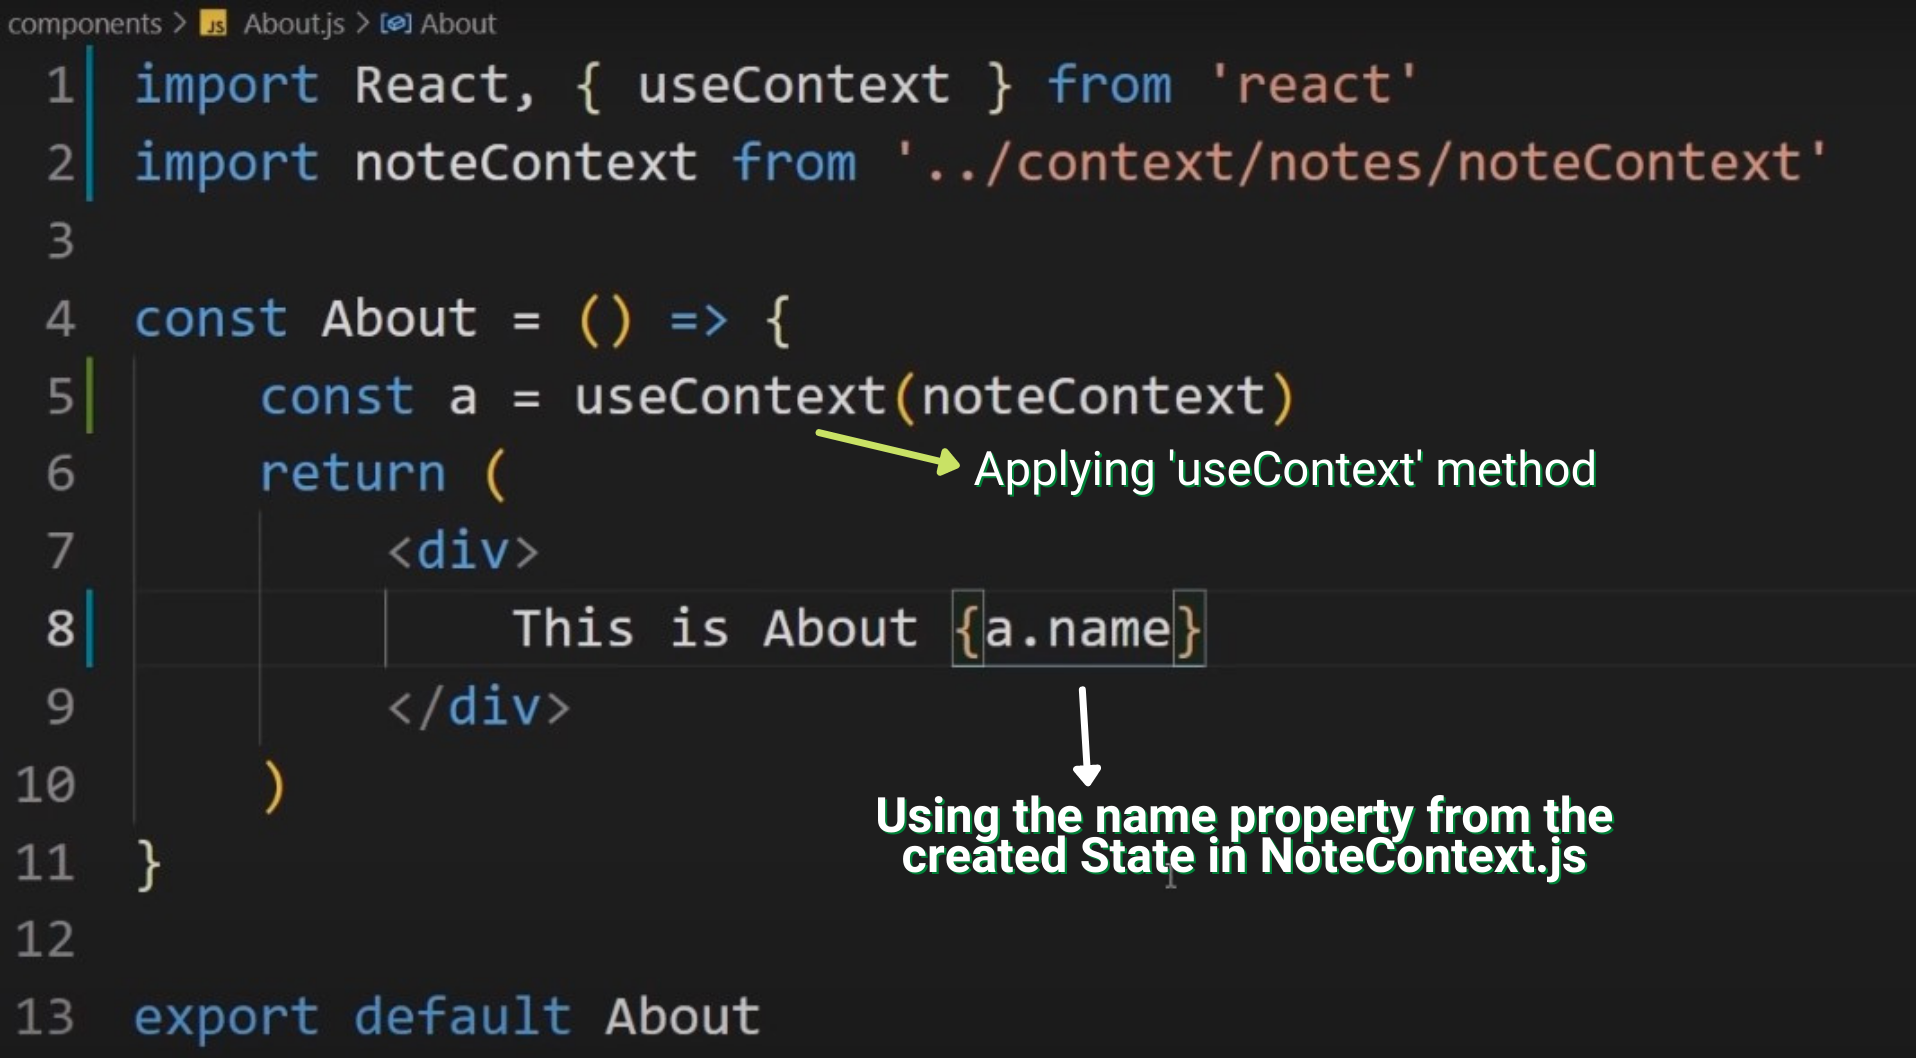 components > JS About.js > About
1 import React, { useContext } from 'react'
2 import noteContext from '../context/notes/noteContext'
3
4 const About = () => {
5 const a = useContext(noteContext)
Applying 'useContext' method
6 return (
7 <div>
8 This is About {a.name}
9 </div>
10 )
Using the name property from the
created State in NoteContext.js
11 }
12
13 export default About